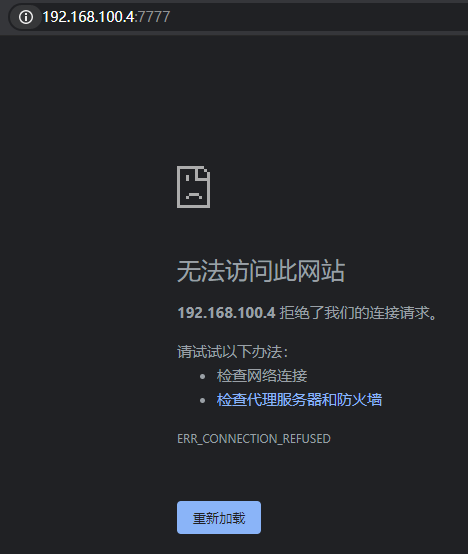 192.168.100.4:7777
无法访问此网站
192.168.100.4 拒绝了我们的连接请求。
请试试以下办法：
• 检查网络连接
• 检查代理服务器和防火墙
ERR_CONNECTION_REFUSED
重新加载